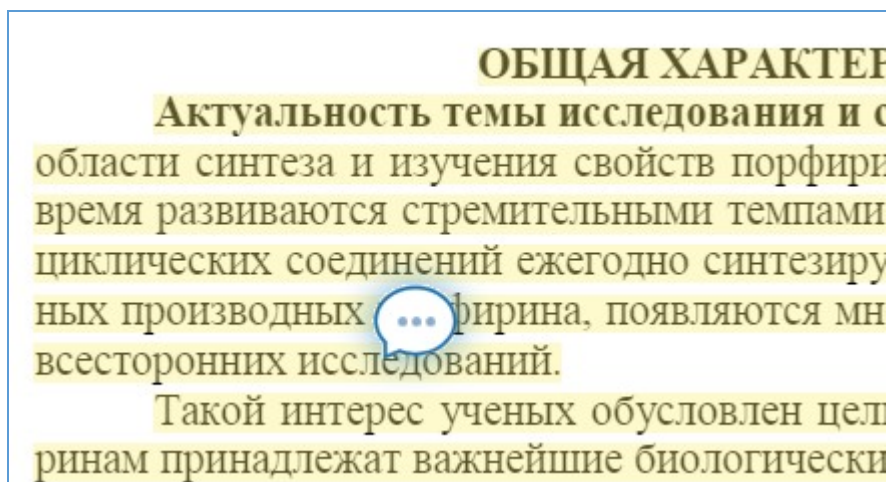 ОБЩАЯ ХАРАКТЕР
Актуальность темы исследования и с
области синтеза и изучения свойств порфири
время развиваются стремительными темпами
циклических соединений ежегодно синтезиру
ных производных фирина, появляются мн
всесторонних исследований.
Такой интерес ученых обусловлен цел
ринам принадлежат важнейшие биологически